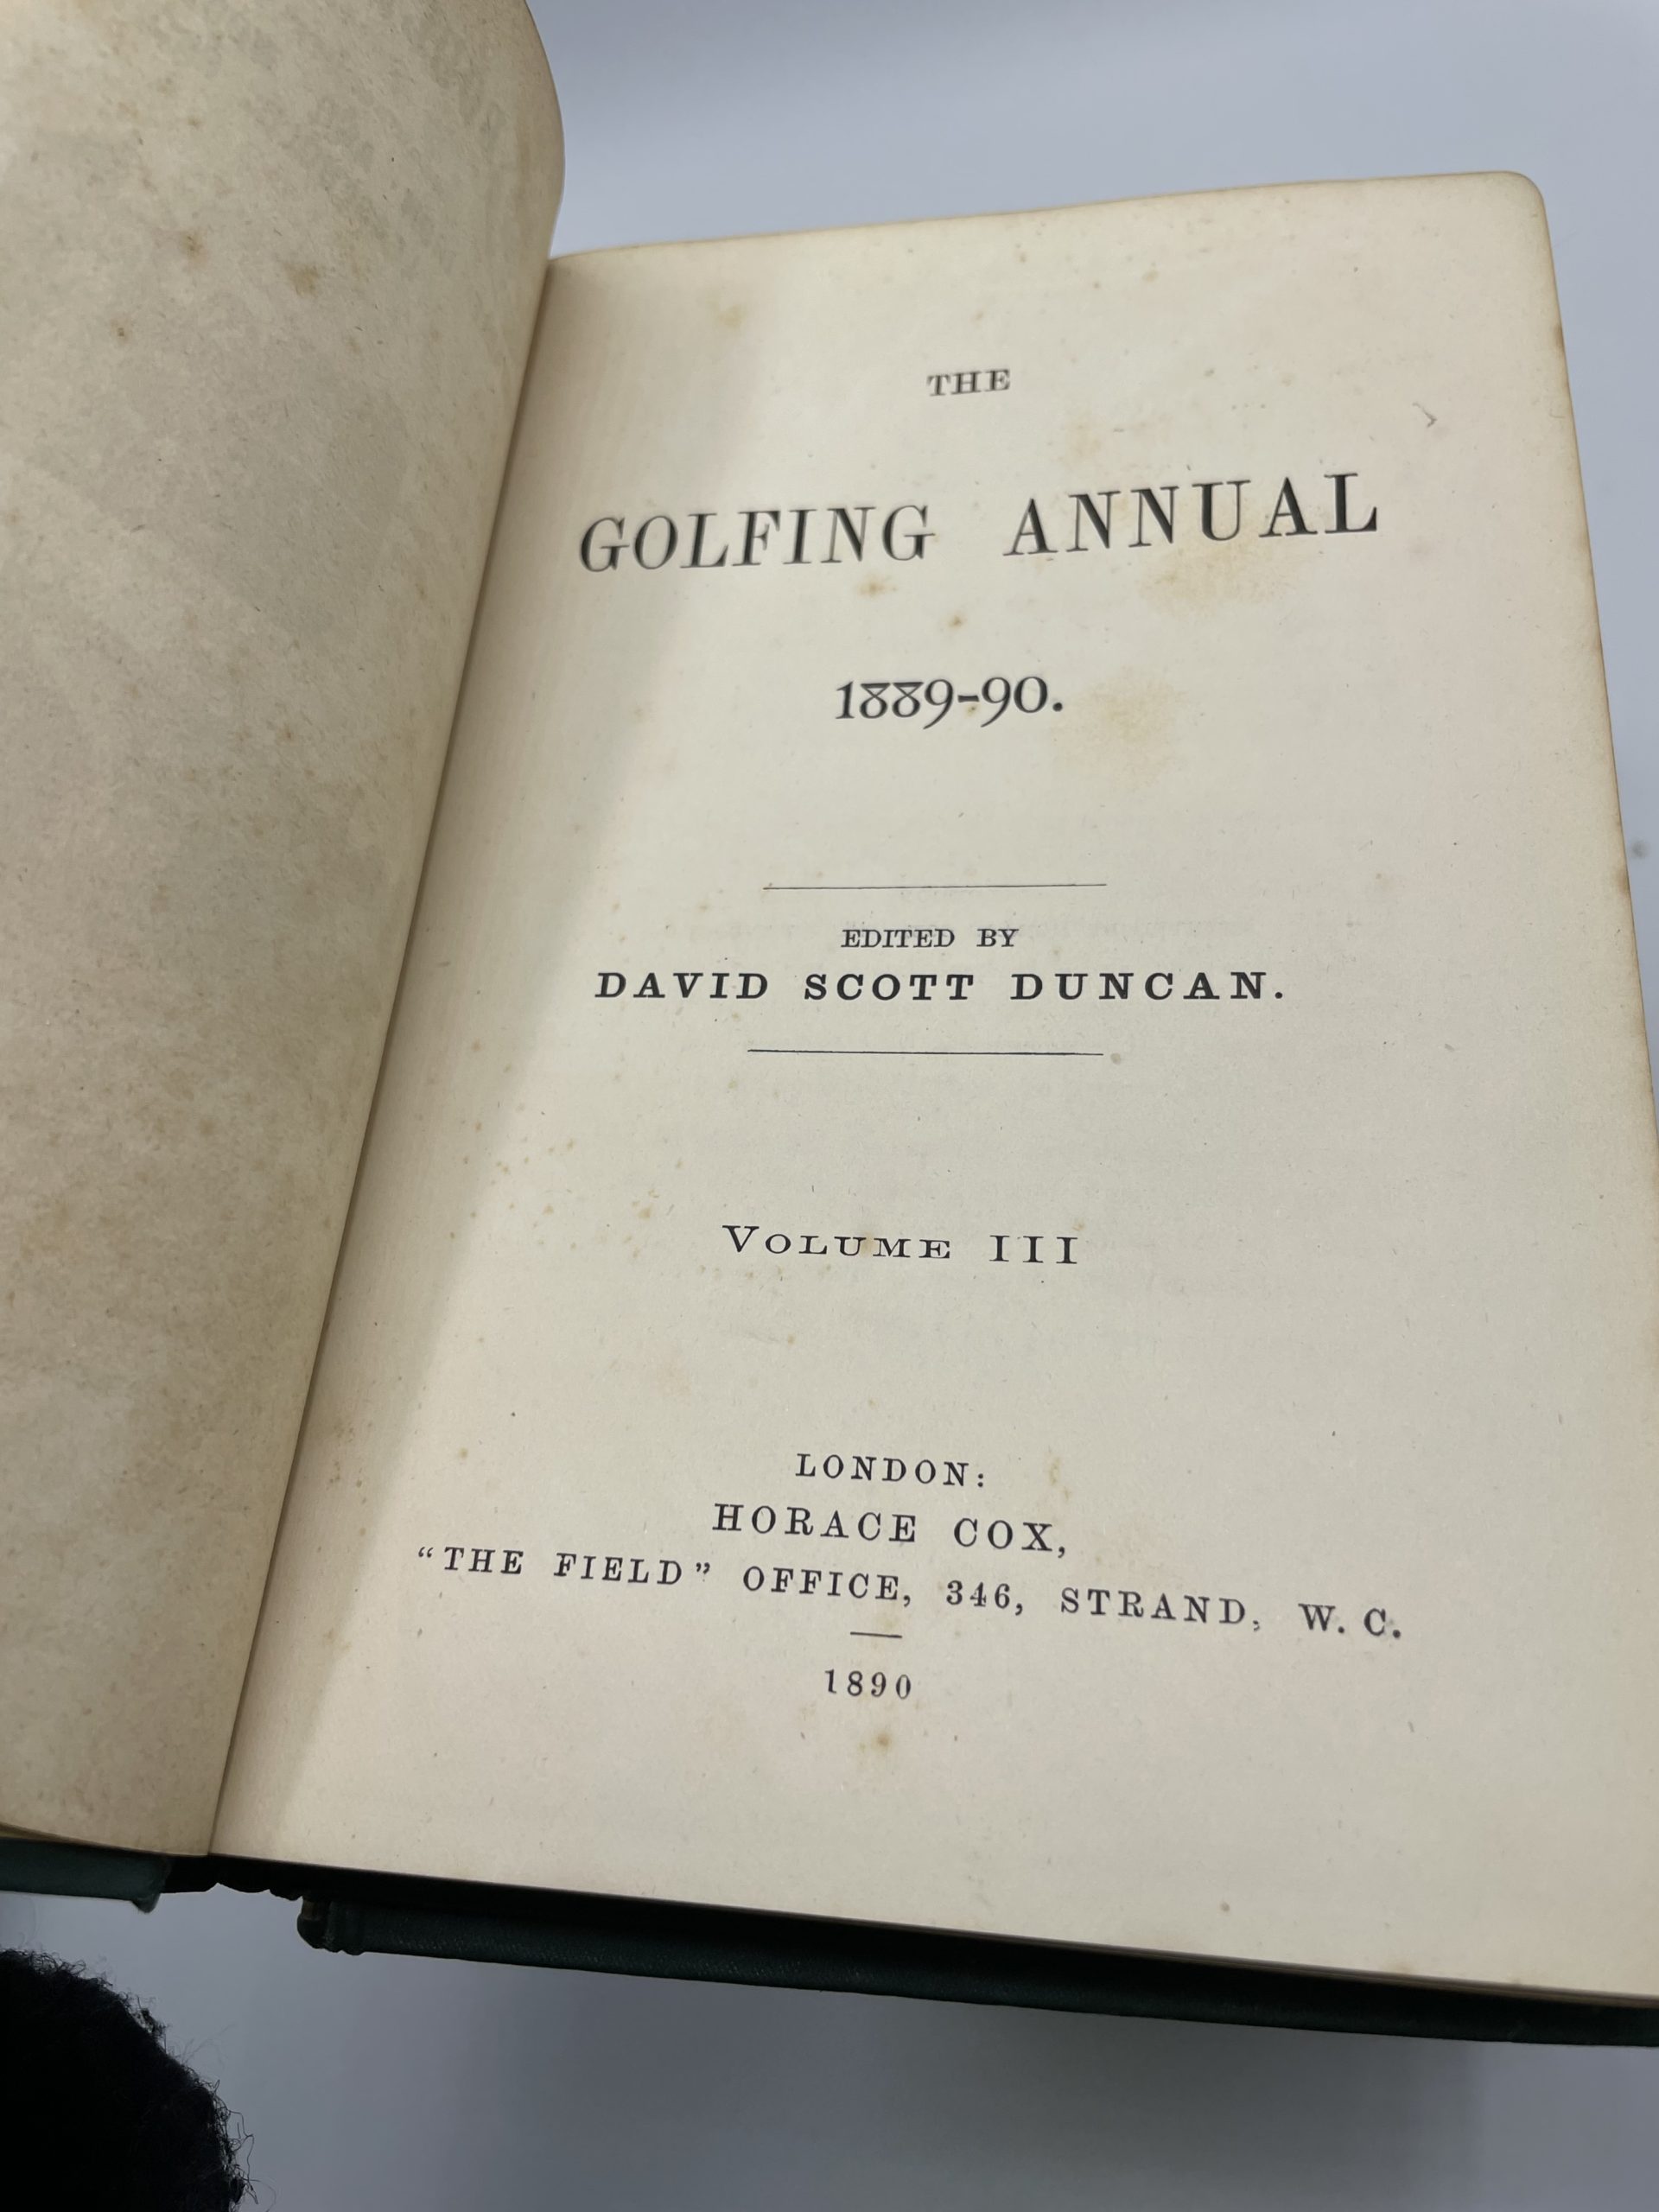 THE
GOLFING ANNUAL
1889-90.
EDITED BY
DAVID SCOTT DUNCAN.
VOLUME III
LONDON:
HORACE COX,
“THE FIELD” OFFICE, 346, STRAND, W. C.
1890